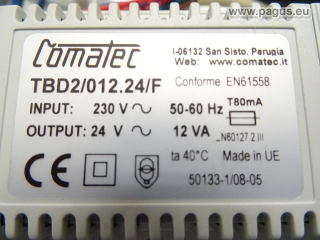 www.pagus.eu
Comatec
I-06132 San Sisto, Perugia
Web: www.comatec.it
TBD2/012.24/F
Conforme EN61558
INPUT: 230 V 50-60 Hz T80mA
OUTPUT: 24 V 12 VA
N60127.2 III
ta 40°C Made in UE
CE
50133-1/08-05